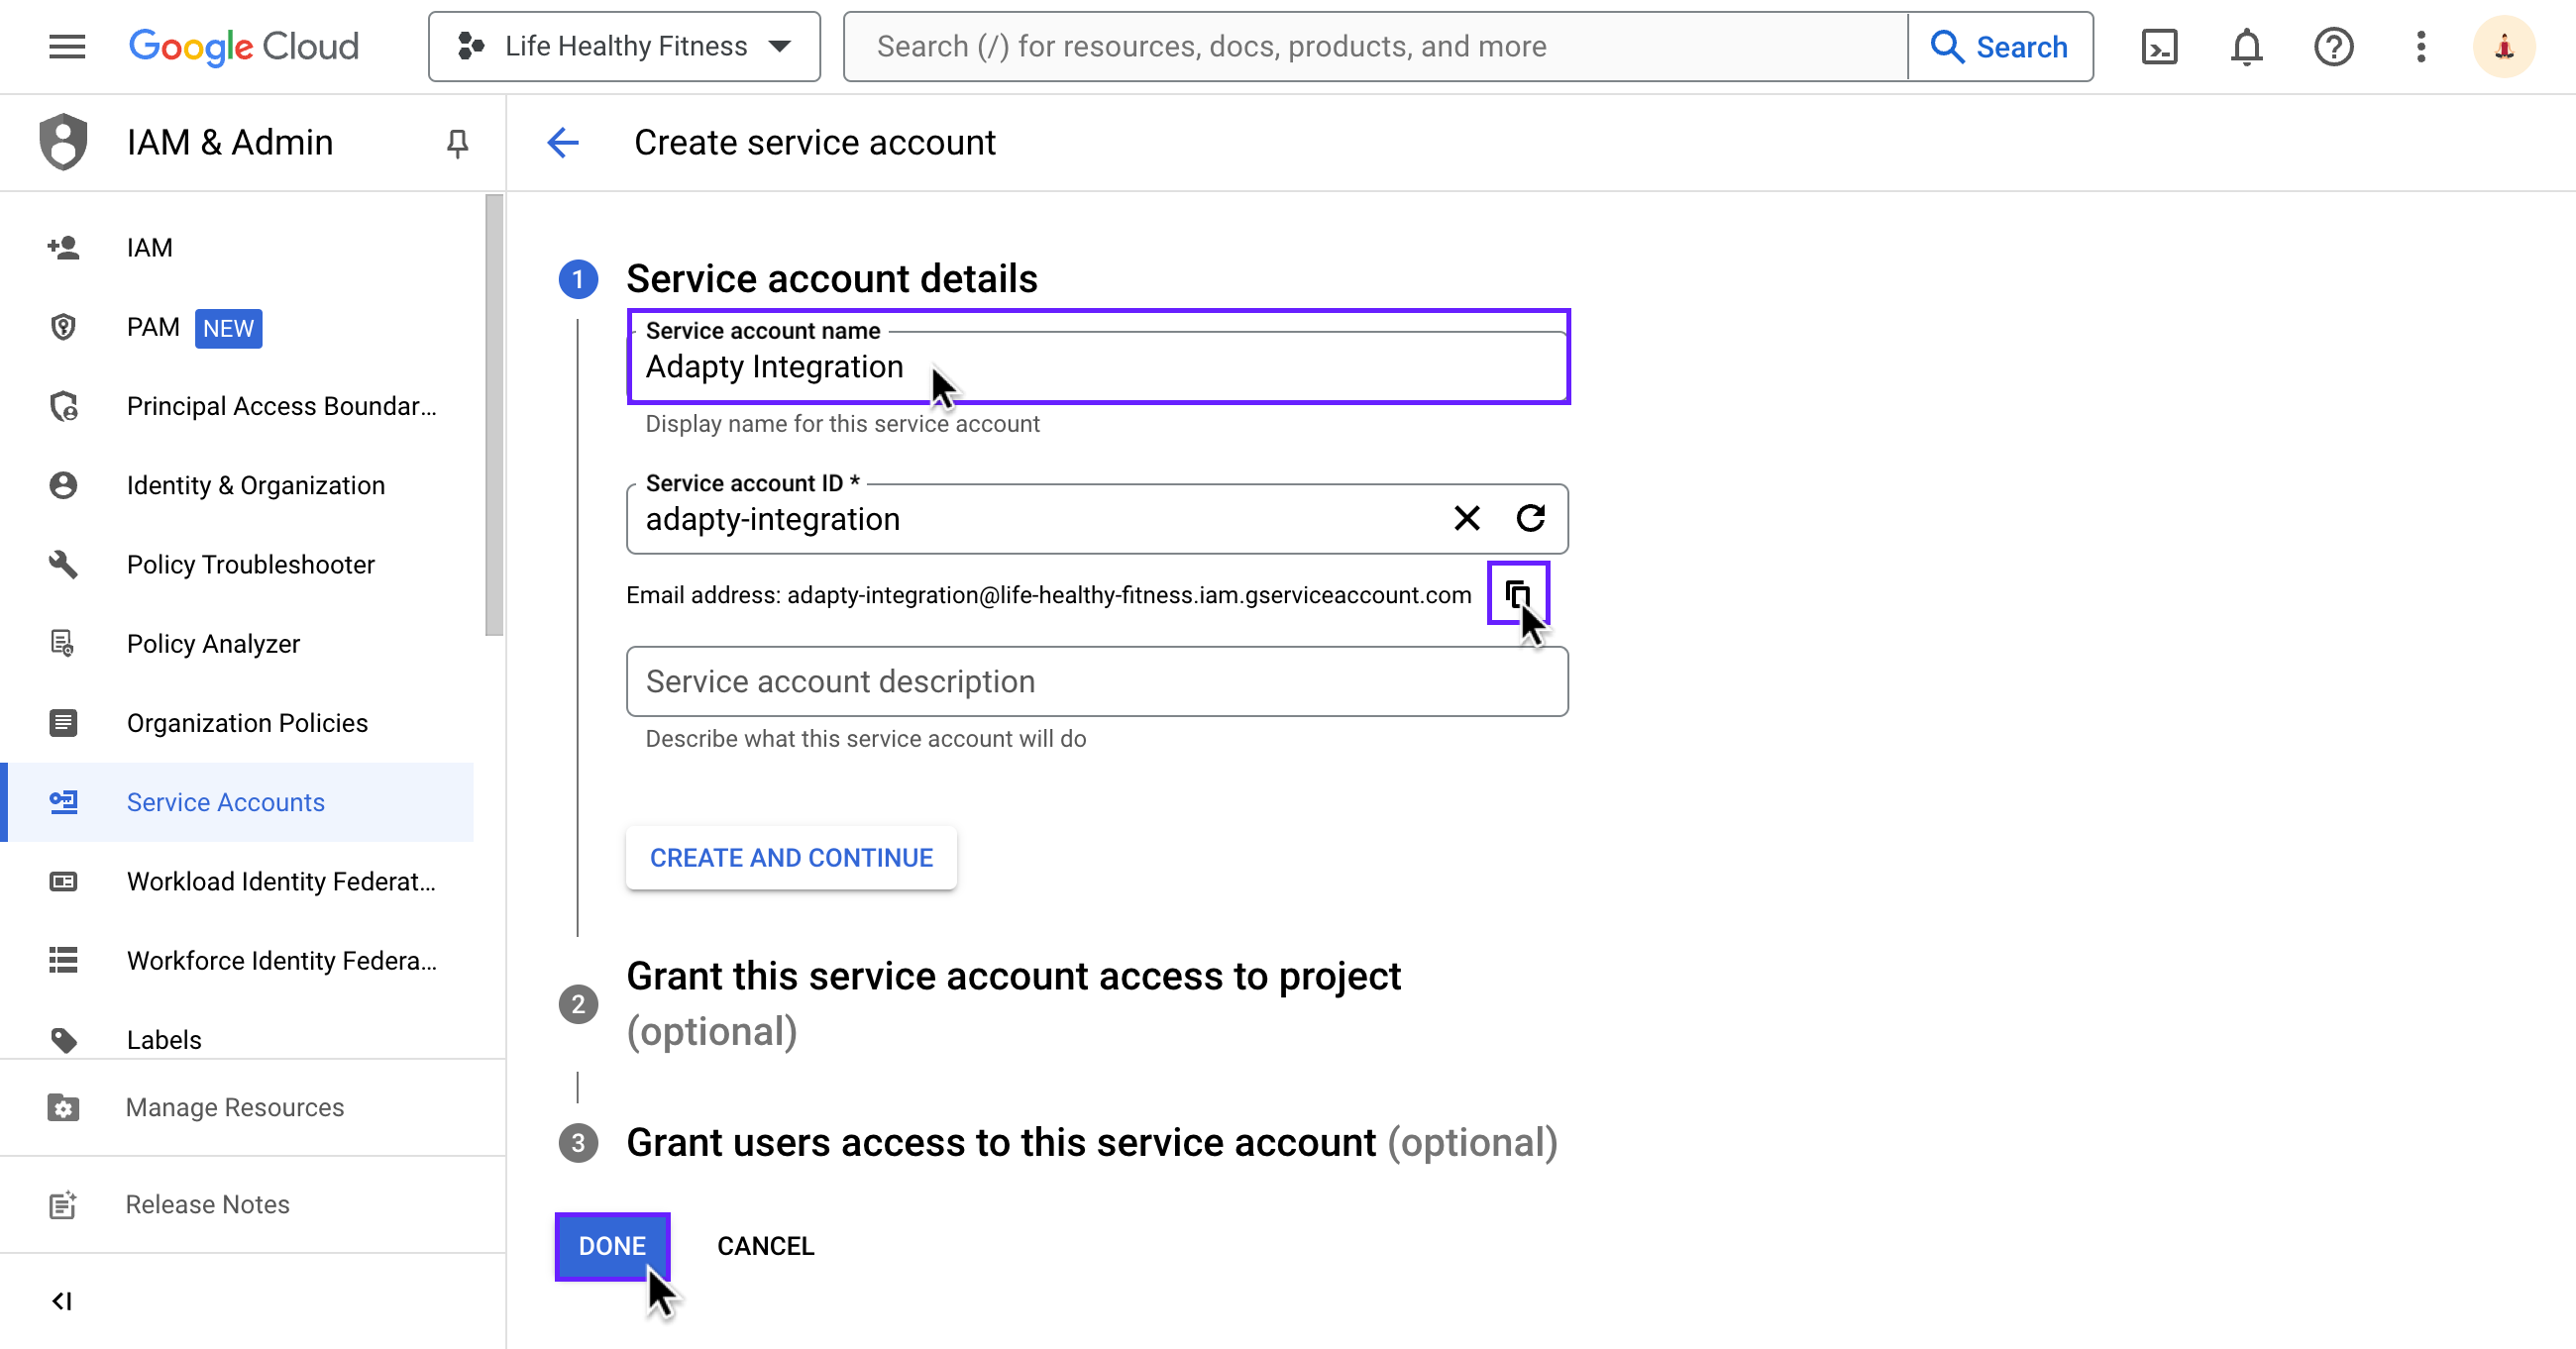 Google Cloud
Life Healthy Fitness
Search (/) for resources, docs, products, and more
Search
IAM & Admin
Create service account
IAM
PAM NEW
Principal Access Boundar...
Identity & Organization
Policy Troubleshooter
Policy Analyzer
Organization Policies
Service Accounts
Workload Identity Federat...
Workforce Identity Federa...
Labels
Manage Resources
Release Notes
1 Service account details
Service account name
Adapty Integration
Display name for this service account
Service account ID *
adapty-integration
Email address: adapty-integration@life-healthy-fitness.iam.gserviceaccount.com
Service account description
Describe what this service account will do
CREATE AND CONTINUE
2 Grant this service account access to project
(optional)
3 Grant users access to this service account (optional)
DONE CANCEL